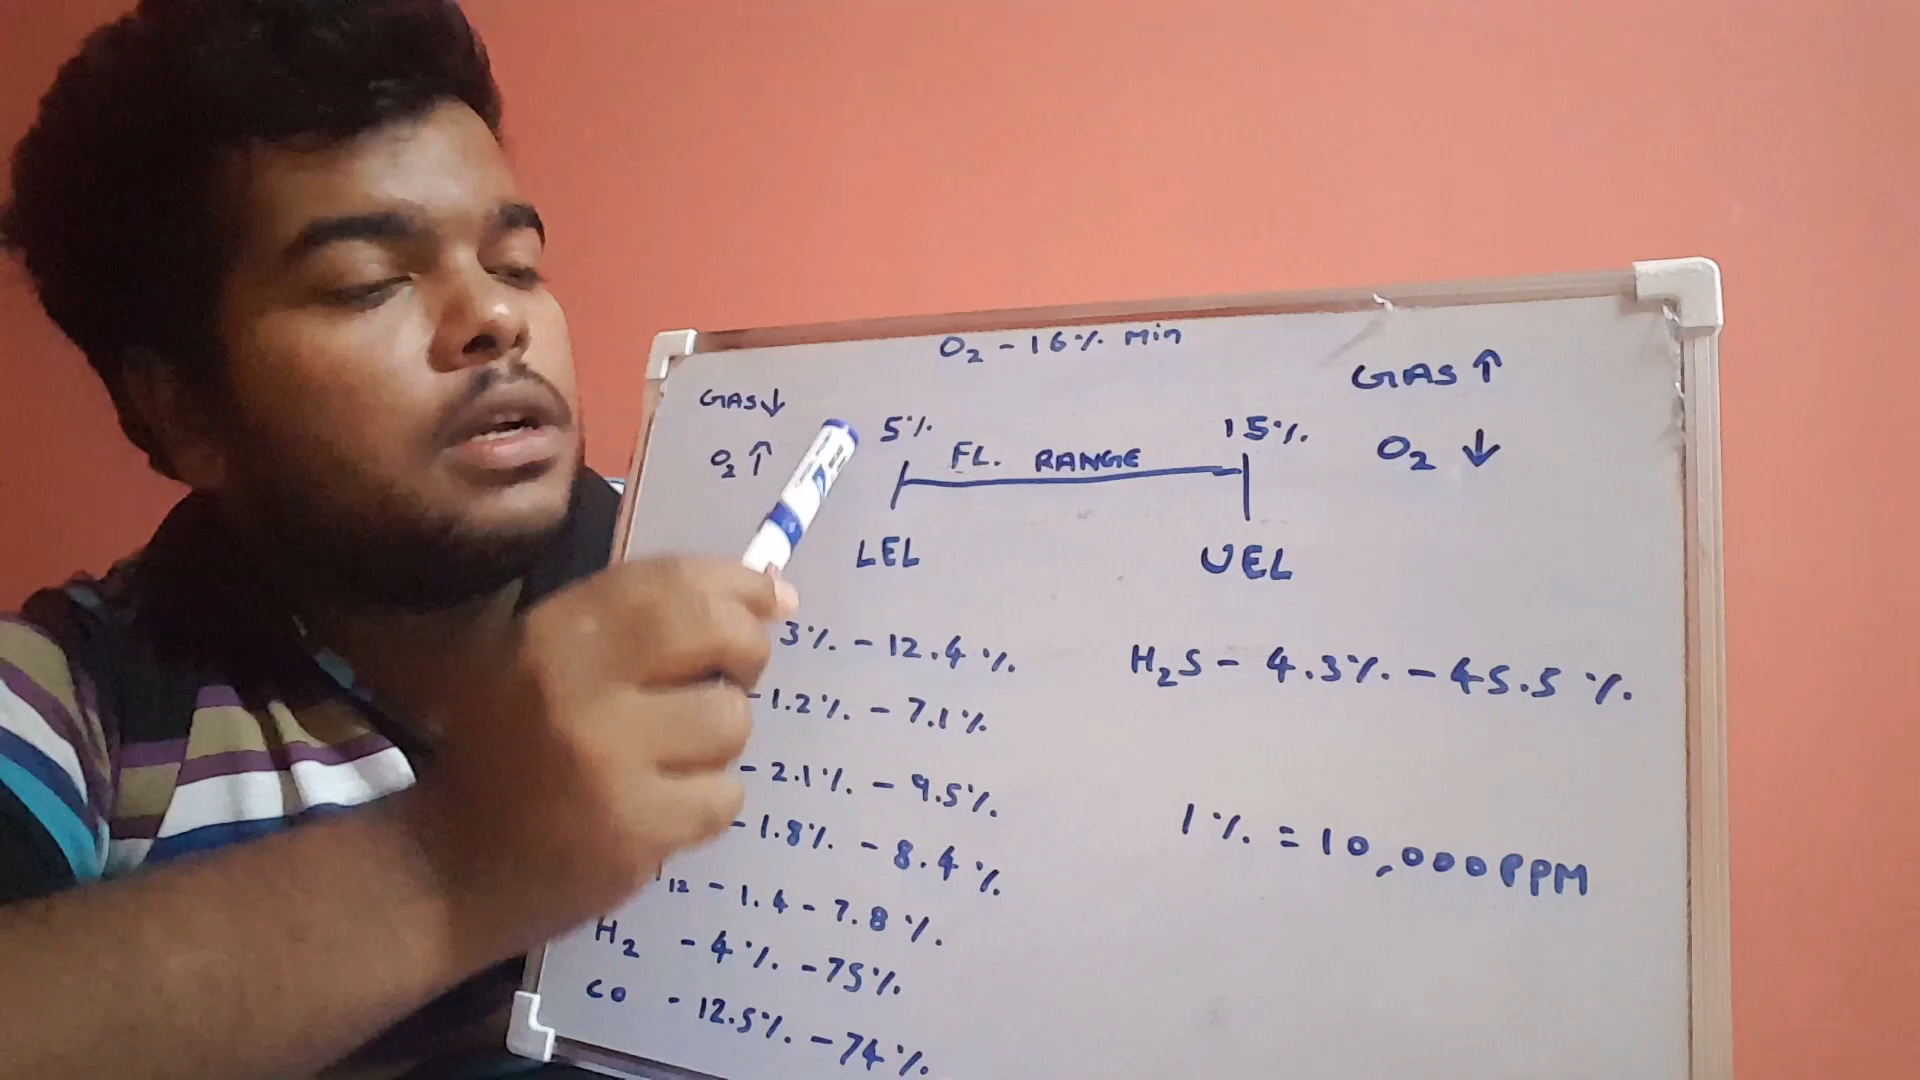 O₂ - 16% Min
GAS ↓
GAS ↑
O₂ ↑
5%
FL. RANGE
15%
O₂ ↓
LEL
UEL
3% - 12.4%
H₂S - 4.3% - 45.5%
- 1.2% - 7.1%
- 2.1% - 9.5%
- 1.8% - 8.4%
1% = 10,000PPM
12 - 1.4 - 7.8%
H₂ - 4% - 75%
CO - 12.5% - 74%